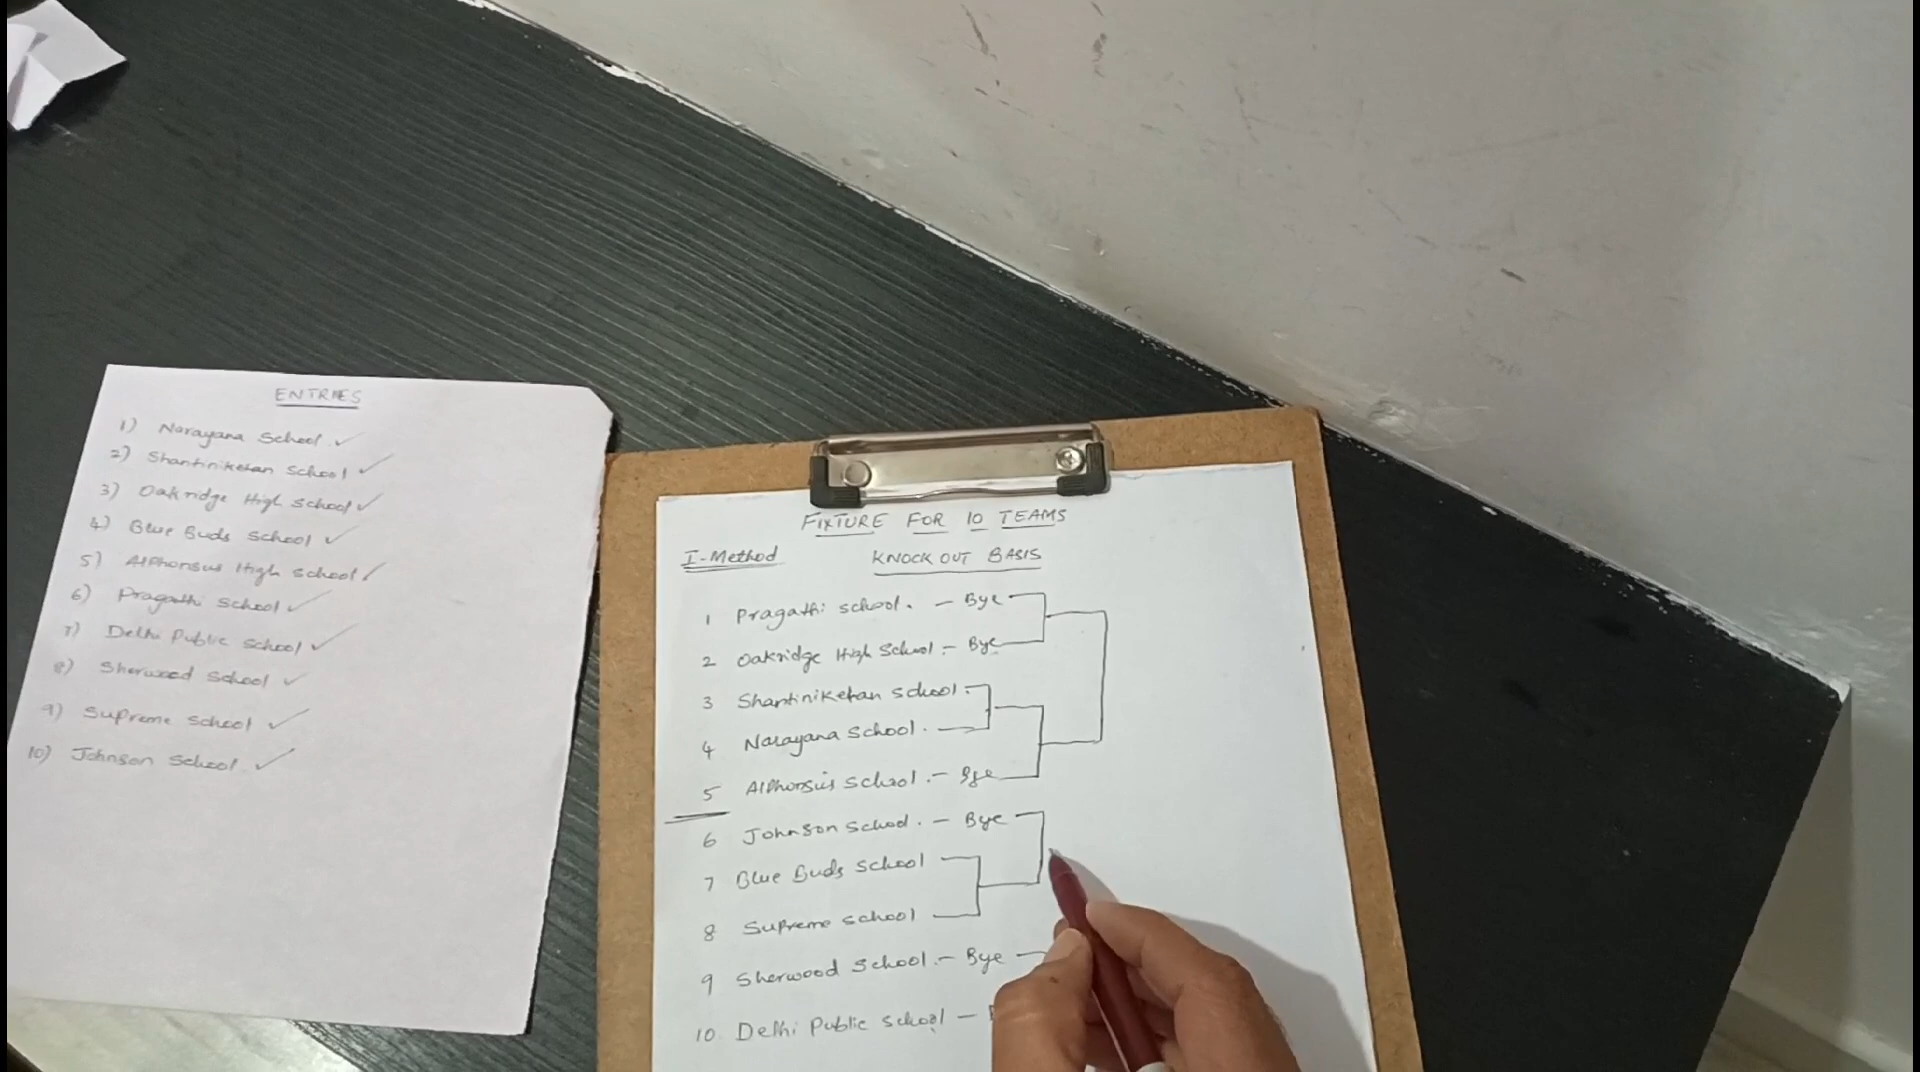 ENTRIES
1) Narayana School ✓
2) Shantiniketan School ✓
3) Oakridge High School ✓
4) Blue Buds School ✓
5) Alphonsus High School ✓
6) Pragathi School ✓
7) Delhi Public School ✓
8) Sherwood School ✓
9) Supreme School ✓
10) Johnson School ✓
FIXTURE FOR 10 TEAMS
I-Method KNOCK OUT BASIS
1 Pragathi School. - Bye
2 Oakridge High School - Bye
3 Shantiniketan School.
4 Narayana School.
5 Alphonsus School. - Bye
6 Johnson School. - Bye
7 Blue Buds School
8 Supreme School
9 Sherwood School. - Bye
10. Delhi Public School -